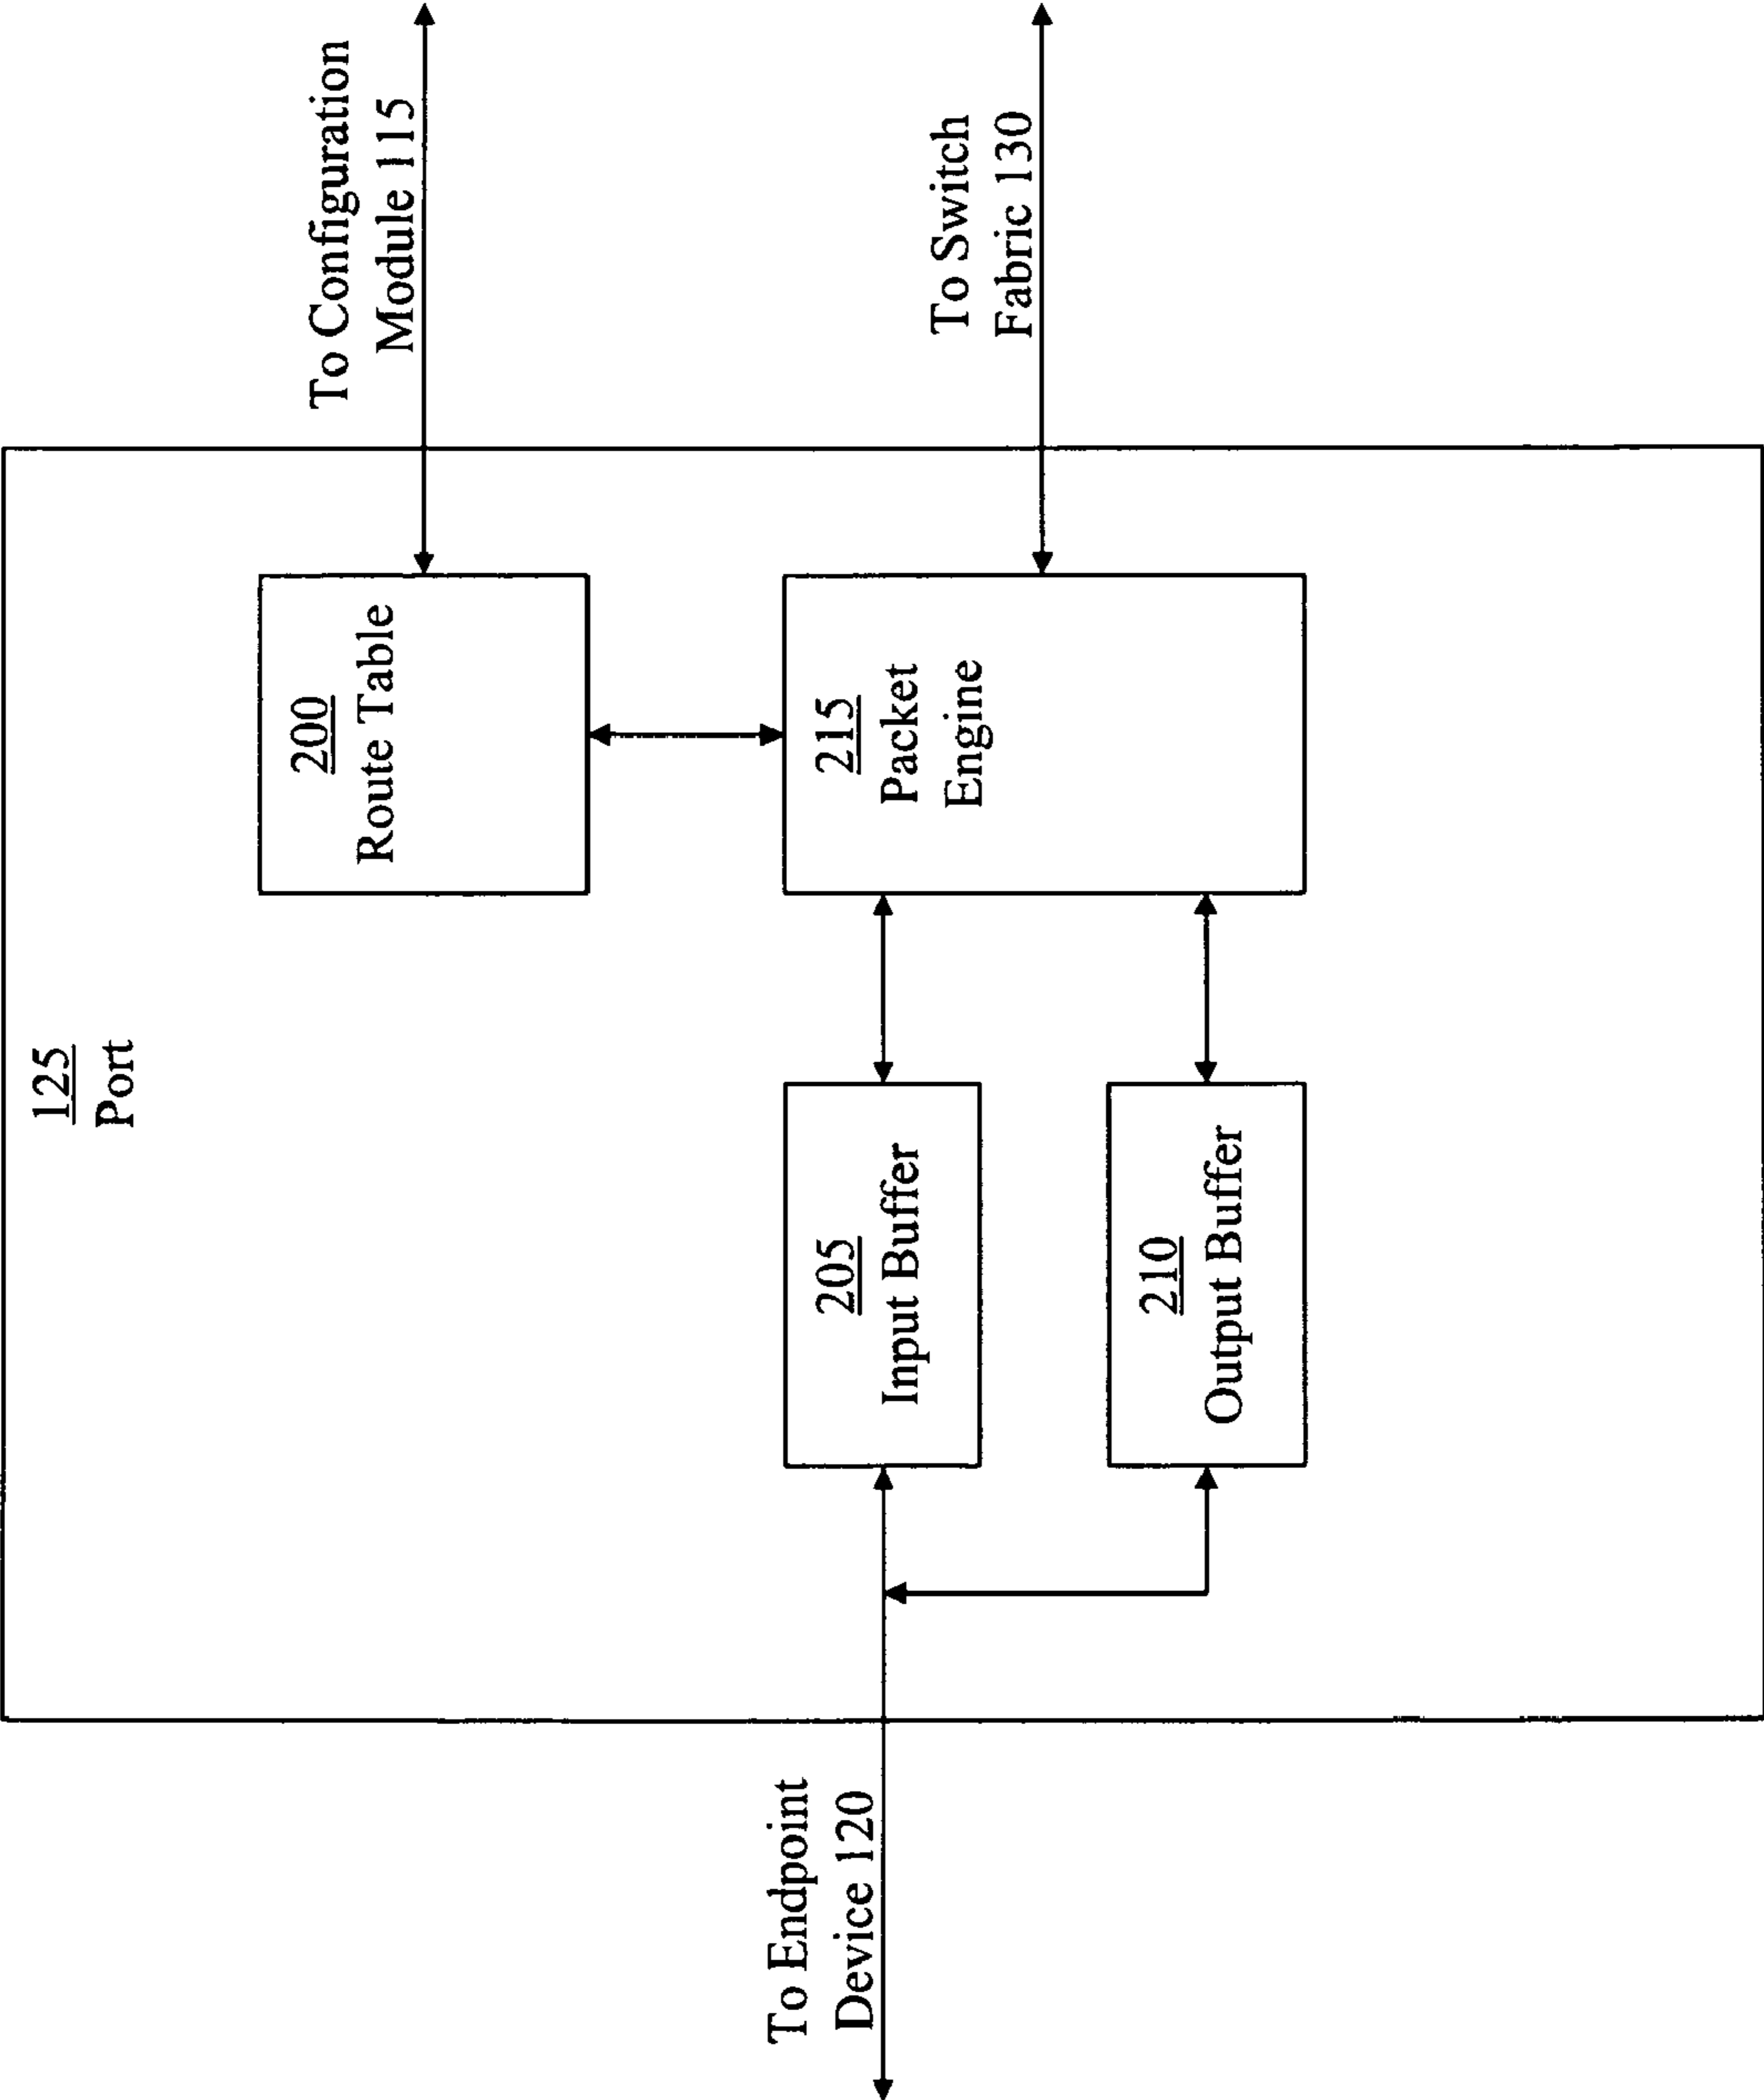 125
Port
To Configuration
Module 115
200
Route Table
To Endpoint
Device 120
205
Input Buffer
215
Packet
Engine
To Switch
Fabric 130
210
Output Buffer